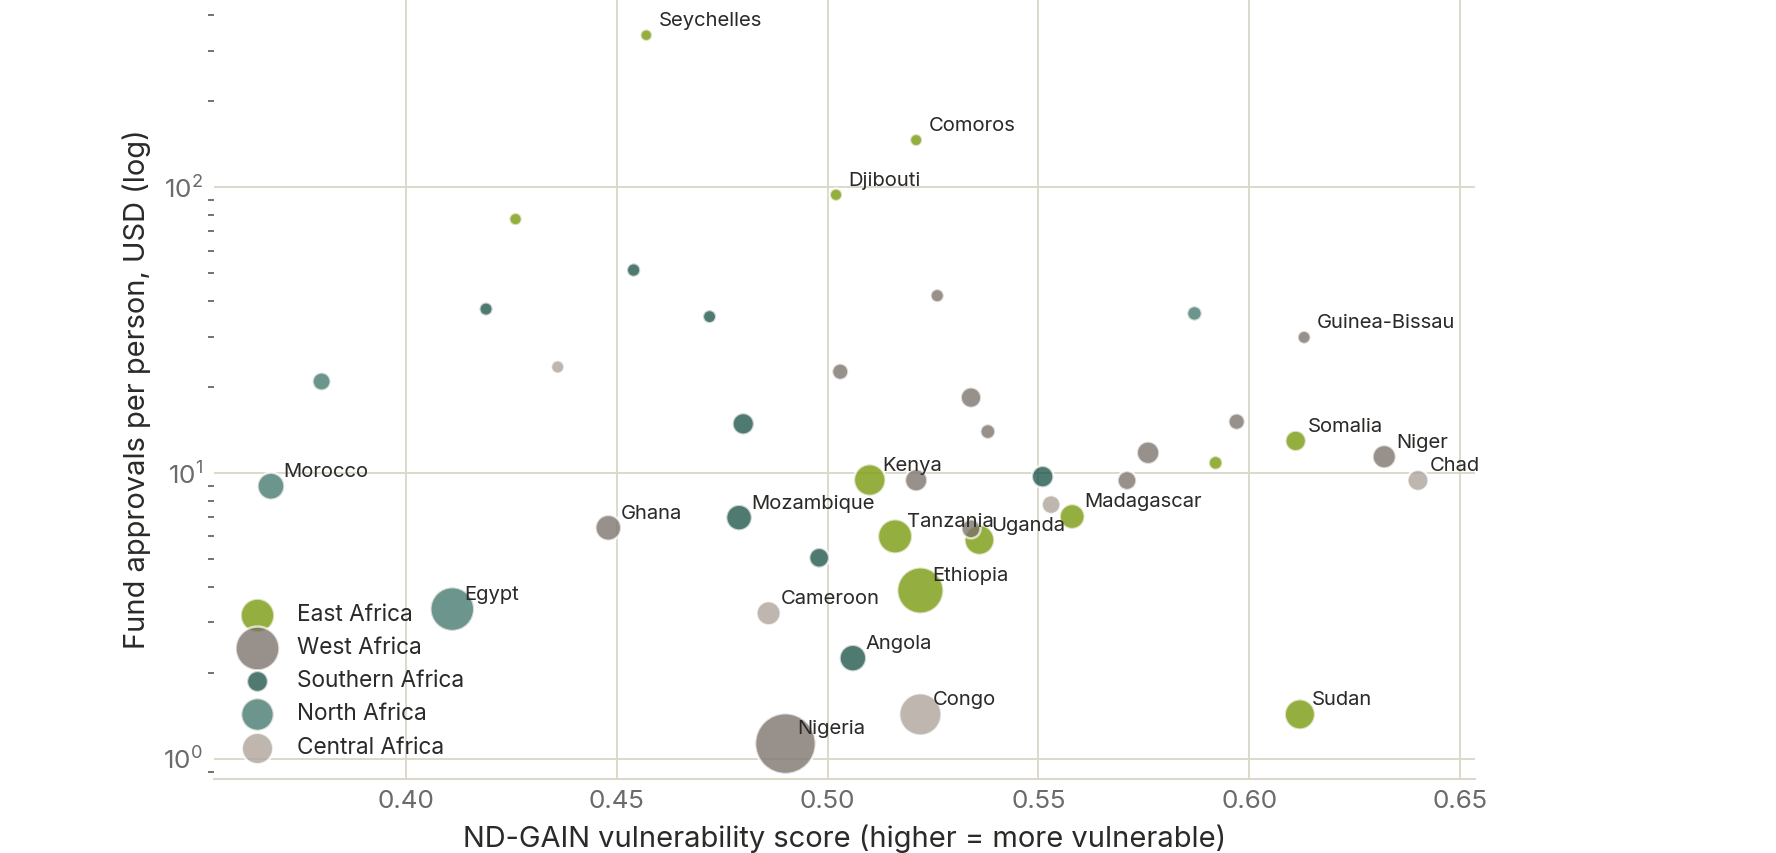 Seychelles
Comoros
Djibouti
Guinea-Bissau
Somalia
Niger
Chad
Kenya
Morocco
Madagascar
Mozambique
Ghana
Tanzania
Uganda
Ethiopia
Egypt
Cameroon
Angola
Congo
Sudan
Nigeria
East Africa
West Africa
Southern Africa
North Africa
Central Africa
10²
10¹
10⁰
Fund approvals per person, USD (log)
0.40 0.45 0.50 0.55 0.60 0.65
ND-GAIN vulnerability score (higher = more vulnerable)